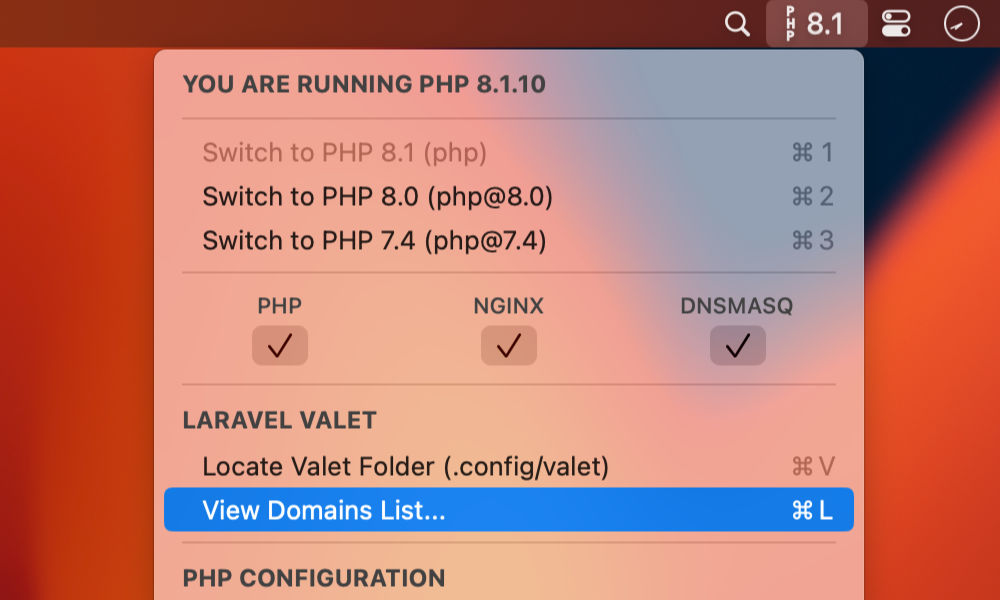 PHP 8.1
YOU ARE RUNNING PHP 8.1.10
Switch to PHP 8.1 (php) ⌘ 1
Switch to PHP 8.0 (php@8.0) ⌘ 2
Switch to PHP 7.4 (php@7.4) ⌘ 3
PHP NGINX DNSMASQ
LARAVEL VALET
Locate Valet Folder (.config/valet) ⌘ V
View Domains List... ⌘ L
PHP CONFIGURATION